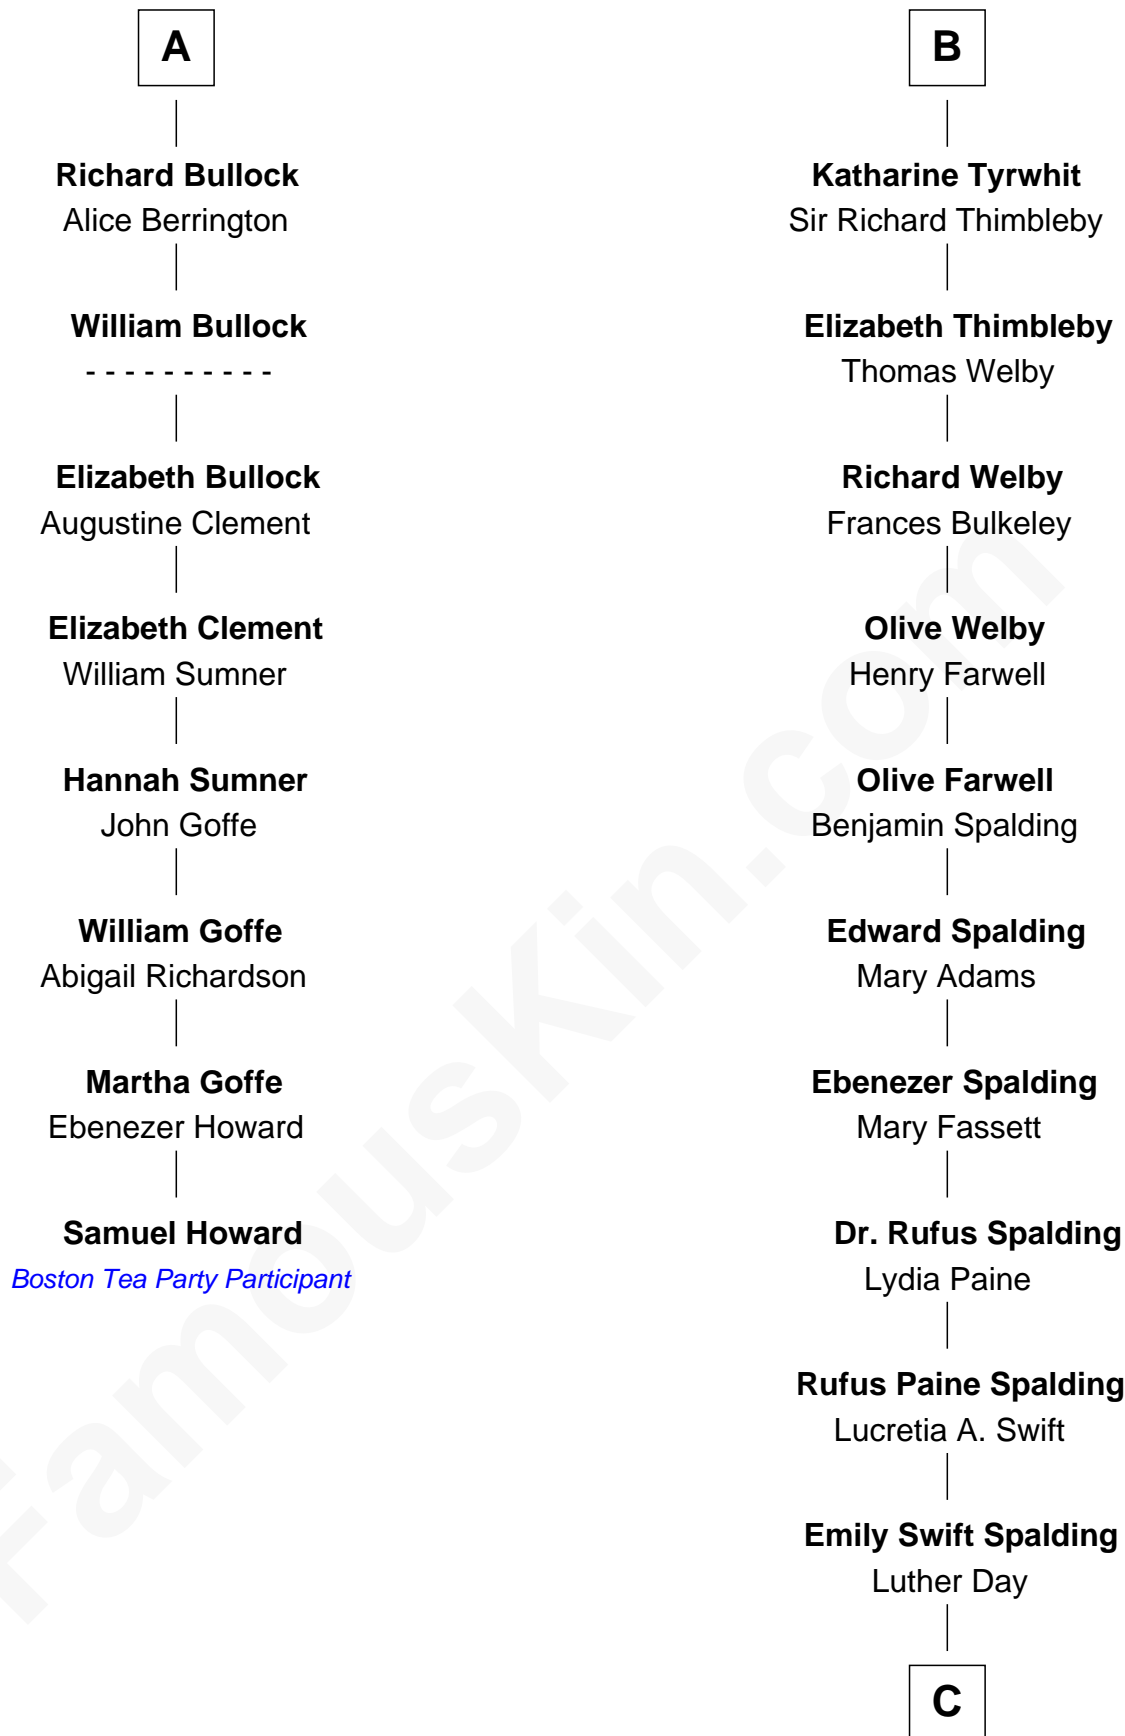 A
Richard Bullock
Alice Berrington
William Bullock
- - - - - - - - - -
Elizabeth Bullock
Augustine Clement
Elizabeth Clement
William Sumner
Hannah Sumner
John Goffe
William Goffe
Abigail Richardson
Martha Goffe
Ebenezer Howard
Samuel Howard
Boston Tea Party Participant
B
Katharine Tyrwhit
Sir Richard Thimbleby
Elizabeth Thimbleby
Thomas Welby
Richard Welby
Frances Bulkeley
Olive Welby
Henry Farwell
Olive Farwell
Benjamin Spalding
Edward Spalding
Mary Adams
Ebenezer Spalding
Mary Fassett
Dr. Rufus Spalding
Lydia Paine
Rufus Paine Spalding
Lucretia A. Swift
Emily Swift Spalding
Luther Day
C
FamousKin.com